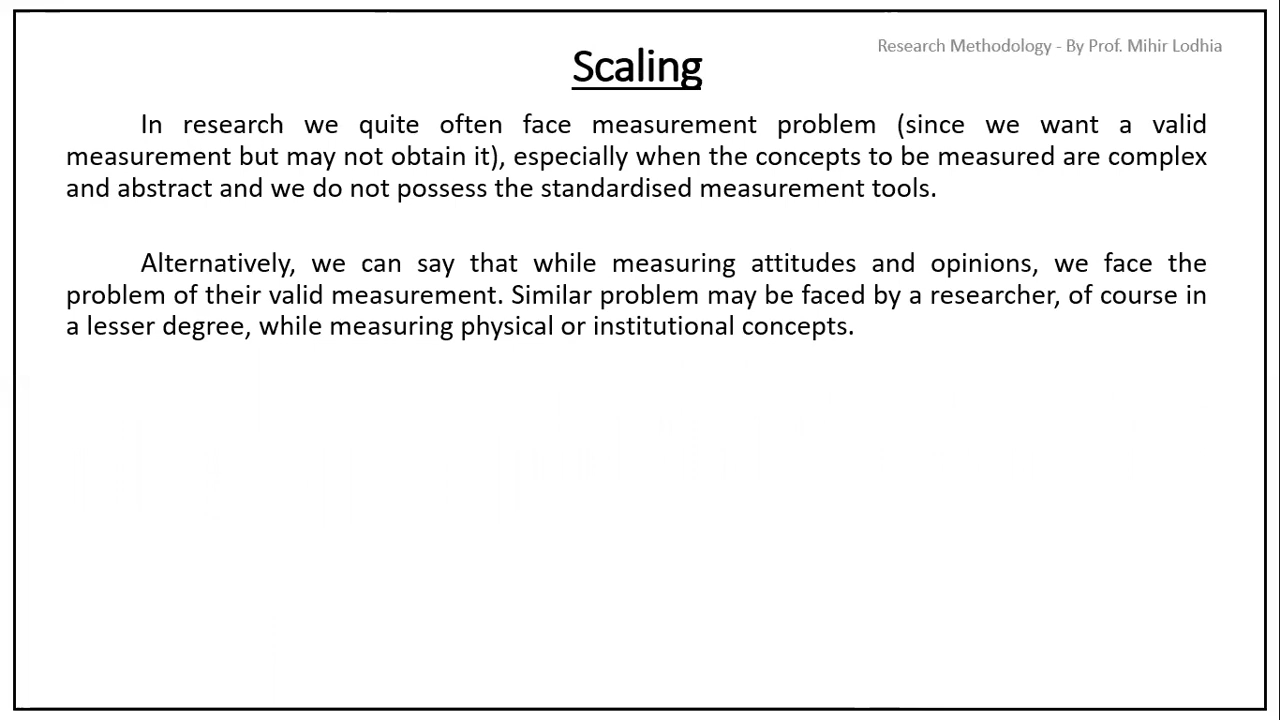 Research Methodology - By Prof. Mihir Lodhia
Scaling
In research we quite often face measurement problem (since we want a valid
measurement but may not obtain it), especially when the concepts to be measured are complex
and abstract and we do not possess the standardised measurement tools.
Alternatively, we can say that while measuring attitudes and opinions, we face the
problem of their valid measurement. Similar problem may be faced by a researcher, of course in
a lesser degree, while measuring physical or institutional concepts.